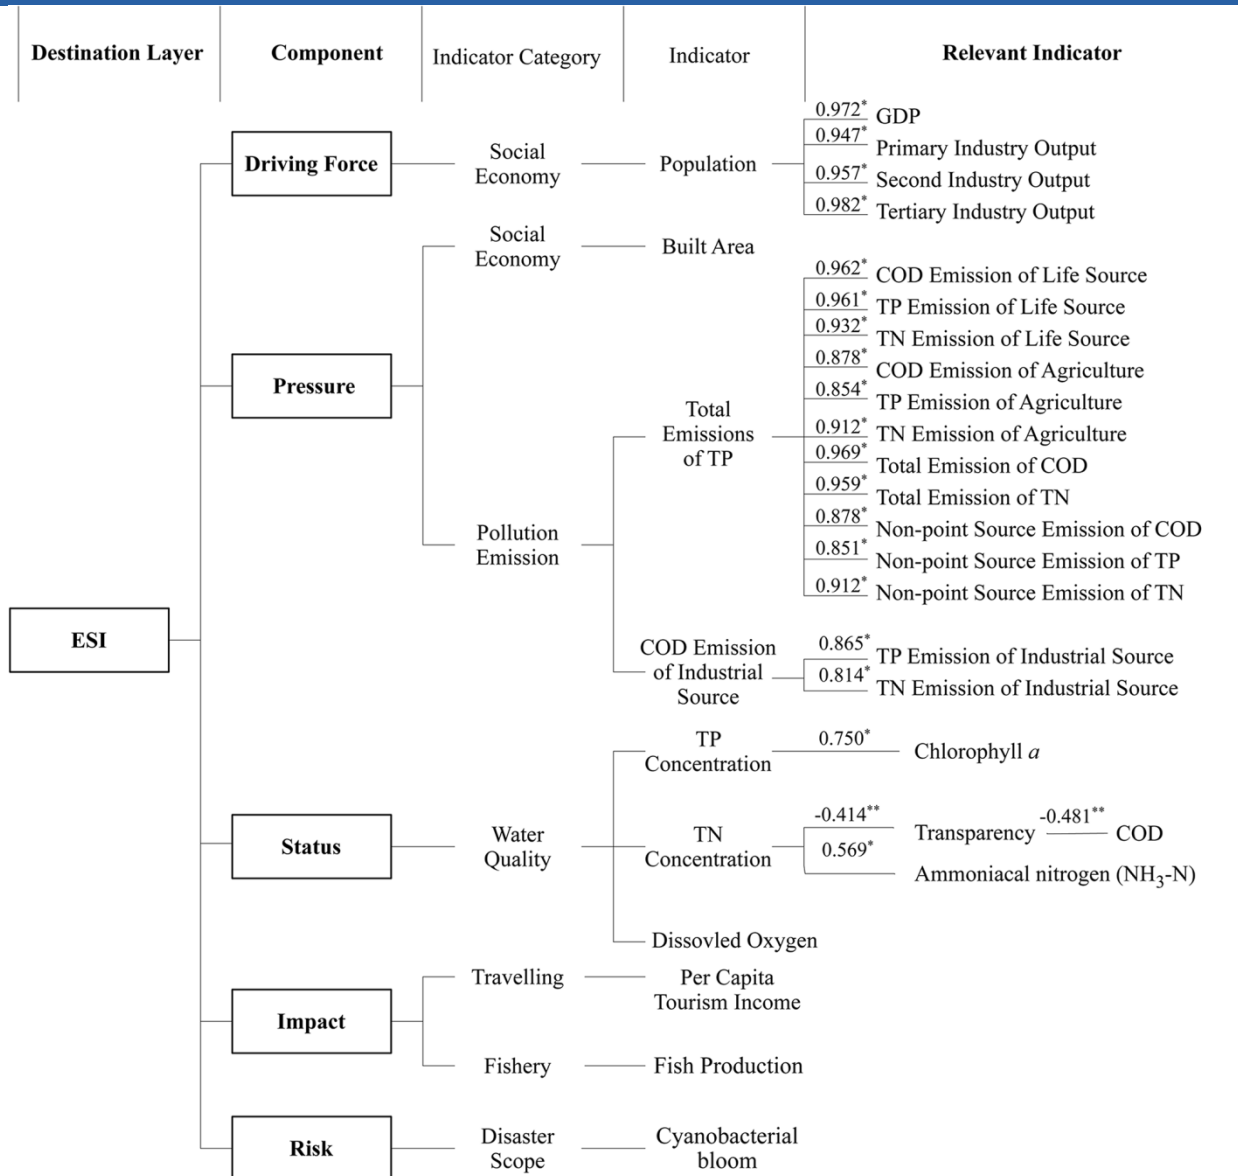 Destination Layer
Component
Indicator Category
Indicator
Relevant Indicator
ESI
Driving Force
Social
Economy
Population
0.972* GDP
0.947* Primary Industry Output
0.957* Second Industry Output
0.982* Tertiary Industry Output
Pressure
Social
Economy
Built Area
Pollution
Emission
Total
Emissions
of TP
0.962* COD Emission of Life Source
0.961* TP Emission of Life Source
0.932* TN Emission of Life Source
0.878* COD Emission of Agriculture
0.854* TP Emission of Agriculture
0.912* TN Emission of Agriculture
0.969* Total Emission of COD
0.959* Total Emission of TN
0.878* Non-point Source Emission of COD
0.851* Non-point Source Emission of TP
0.912* Non-point Source Emission of TN
COD Emission
of Industrial
Source
0.865* TP Emission of Industrial Source
0.814* TN Emission of Industrial Source
Status
Water
Quality
TP
Concentration
0.750* Chlorophyll a
TN
Concentration
-0.414** Transparency -0.481** COD
0.569* Ammoniacal nitrogen (NH3-N)
Dissovled Oxygen
Impact
Travelling
Per Capita
Tourism Income
Fishery
Fish Production
Risk
Disaster
Scope
Cyanobacterial
bloom